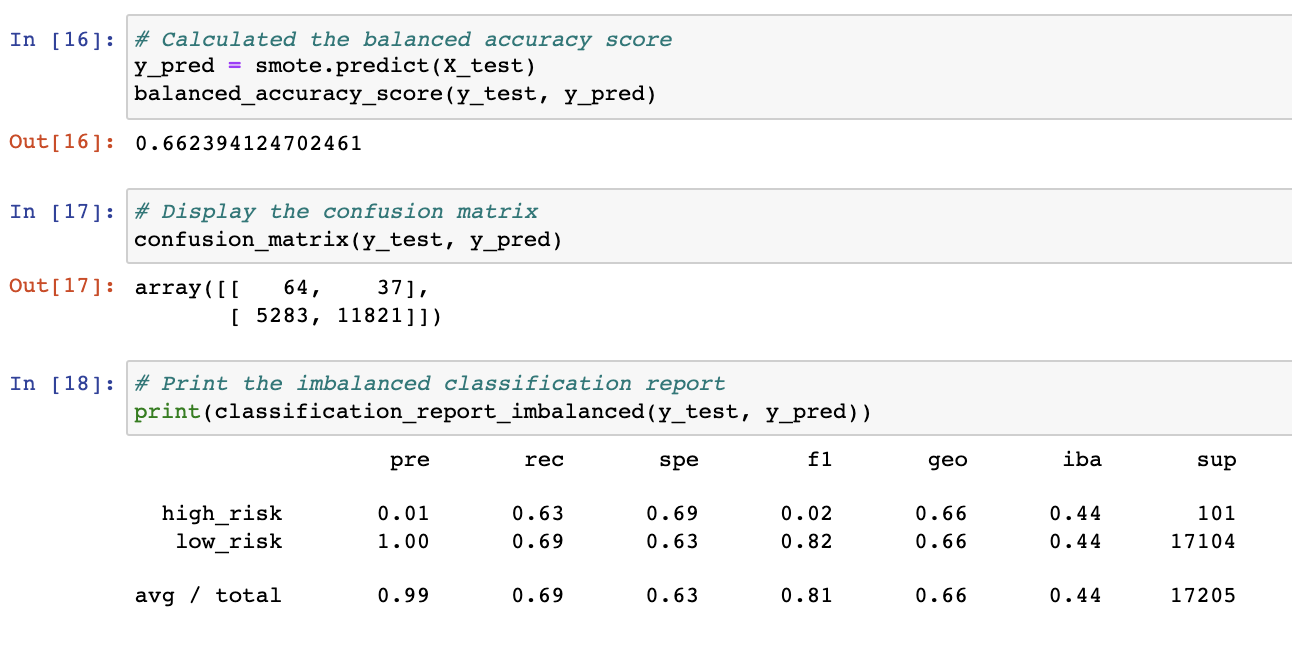 In [16]: # Calculated the balanced accuracy score
y_pred = smote.predict(X_test)
balanced_accuracy_score(y_test, y_pred)
Out[16]: 0.662394124702461
In [17]: # Display the confusion matrix
confusion_matrix(y_test, y_pred)
Out[17]: array([[   64,    37],
       [ 5283, 11821]])
In [18]: # Print the imbalanced classification report
print(classification_report_imbalanced(y_test, y_pred))
pre rec spe f1 geo iba sup
high_risk 0.01 0.63 0.69 0.02 0.66 0.44 101
low_risk 1.00 0.69 0.63 0.82 0.66 0.44 17104
avg / total 0.99 0.69 0.63 0.81 0.66 0.44 17205